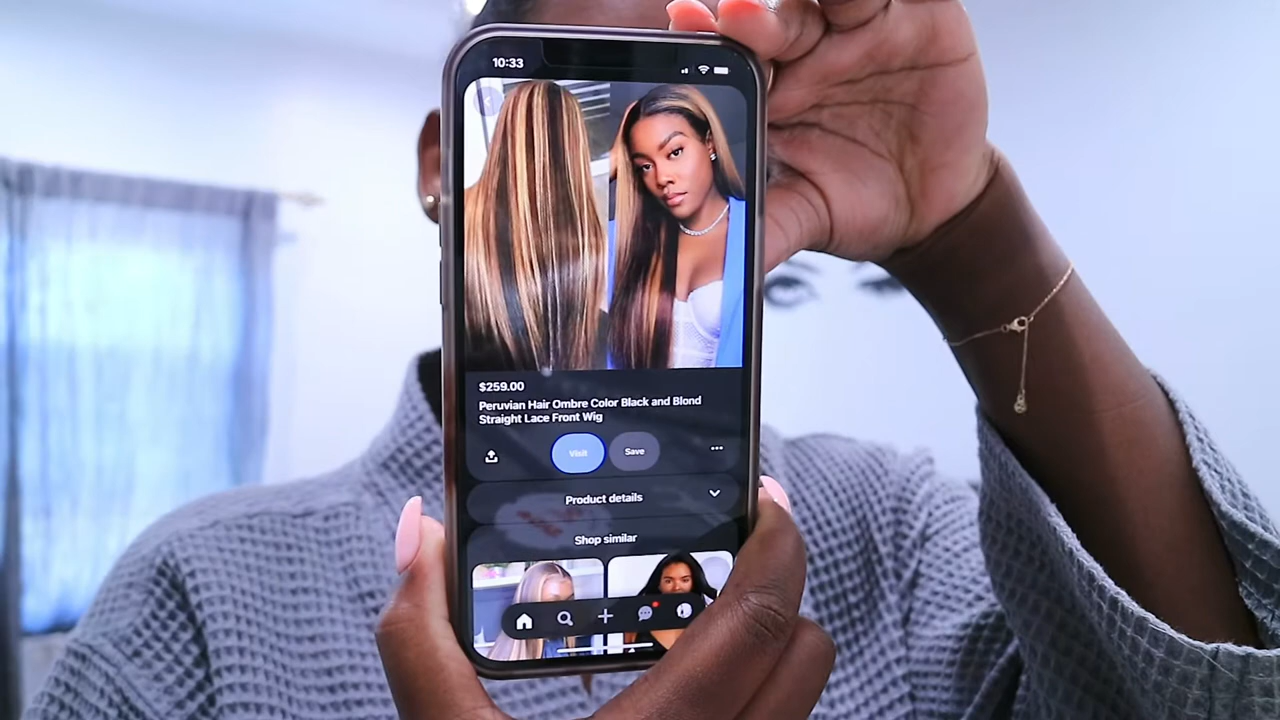 10:33
$259.00
Peruvian Hair Ombre Color Black and Blond
Straight Lace Front Wig
Visit
Save
Product details
Shop similar